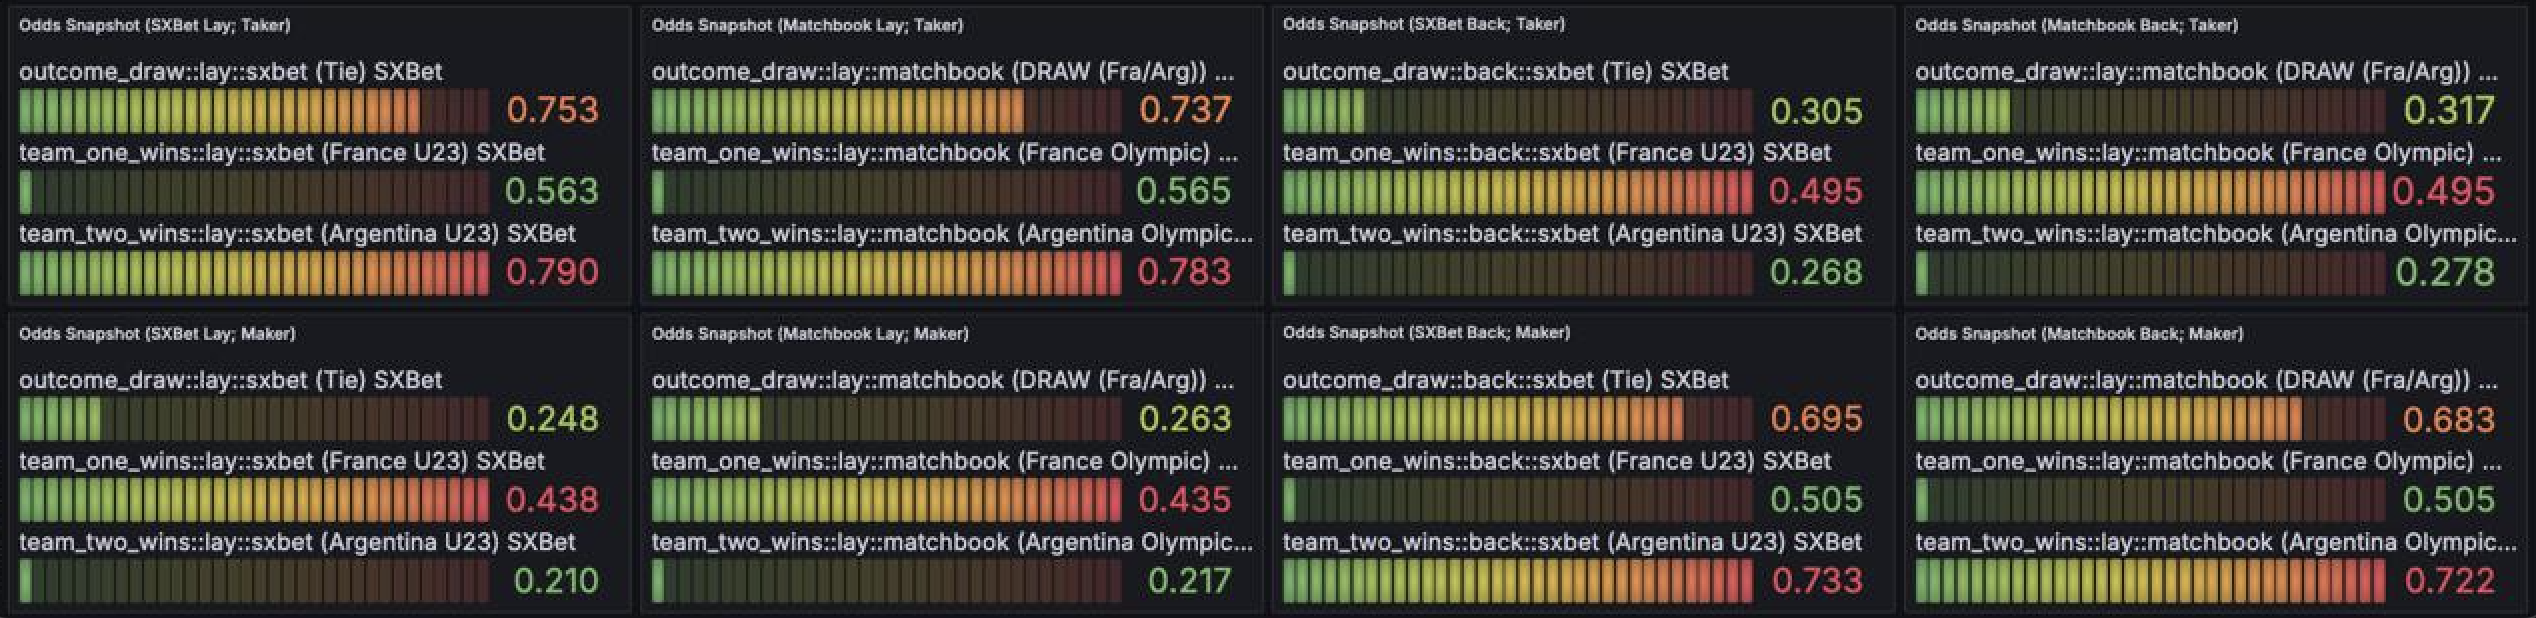 Odds Snapshot (SXBet Lay; Taker)
outcome_draw::lay::sxbet (Tie) SXBet
0.753
team_one_wins::lay::sxbet (France U23) SXBet
0.563
team_two_wins::lay::sxbet (Argentina U23) SXBet
0.790
Odds Snapshot (Matchbook Lay; Taker)
outcome_draw::lay::matchbook (DRAW (Fra/Arg)) ...
0.737
team_one_wins::lay::matchbook (France Olympic) ...
0.565
team_two_wins::lay::matchbook (Argentina Olympic...
0.783
Odds Snapshot (SXBet Back; Taker)
outcome_draw::back::sxbet (Tie) SXBet
0.305
team_one_wins::back::sxbet (France U23) SXBet
0.495
team_two_wins::back::sxbet (Argentina U23) SXBet
0.268
Odds Snapshot (Matchbook Back; Taker)
outcome_draw::lay::matchbook (DRAW (Fra/Arg)) ...
0.317
team_one_wins::lay::matchbook (France Olympic) ...
0.495
team_two_wins::lay::matchbook (Argentina Olympic...
0.278
Odds Snapshot (SXBet Lay; Maker)
outcome_draw::lay::sxbet (Tie) SXBet
0.248
team_one_wins::lay::sxbet (France U23) SXBet
0.438
team_two_wins::lay::sxbet (Argentina U23) SXBet
0.210
Odds Snapshot (Matchbook Lay; Maker)
outcome_draw::lay::matchbook (DRAW (Fra/Arg)) ...
0.263
team_one_wins::lay::matchbook (France Olympic) ...
0.435
team_two_wins::lay::matchbook (Argentina Olympic...
0.217
Odds Snapshot (SXBet Back; Maker)
outcome_draw::back::sxbet (Tie) SXBet
0.695
team_one_wins::back::sxbet (France U23) SXBet
0.505
team_two_wins::back::sxbet (Argentina U23) SXBet
0.733
Odds Snapshot (Matchbook Back; Maker)
outcome_draw::lay::matchbook (DRAW (Fra/Arg)) ...
0.683
team_one_wins::lay::matchbook (France Olympic) ...
0.505
team_two_wins::lay::matchbook (Argentina Olympic...
0.722